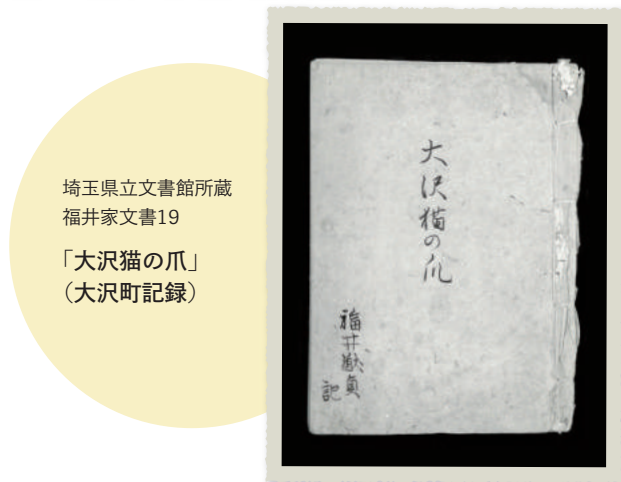 埼玉県立文書館所蔵
福井家文書19
「大沢猫の爪」
（大沢町記録）
大沢猫の爪
福井猷貞
記